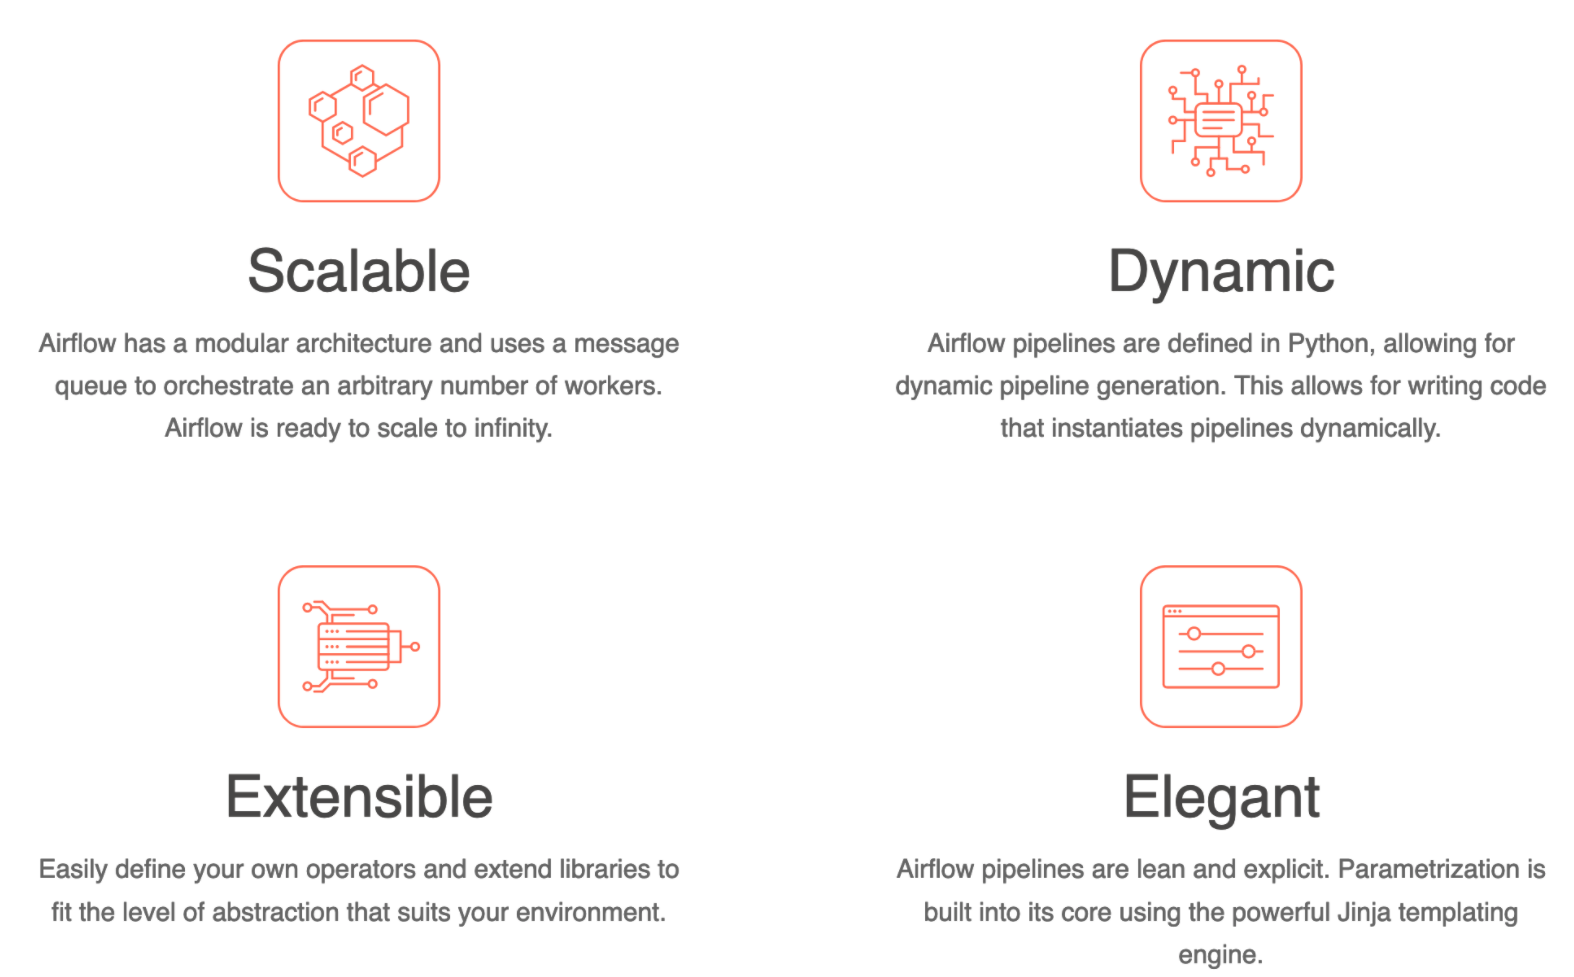 Scalable
Airflow has a modular architecture and uses a message
queue to orchestrate an arbitrary number of workers.
Airflow is ready to scale to infinity.
Dynamic
Airflow pipelines are defined in Python, allowing for
dynamic pipeline generation. This allows for writing code
that instantiates pipelines dynamically.
Extensible
Easily define your own operators and extend libraries to
fit the level of abstraction that suits your environment.
Elegant
Airflow pipelines are lean and explicit. Parametrization is
built into its core using the powerful Jinja templating
engine.